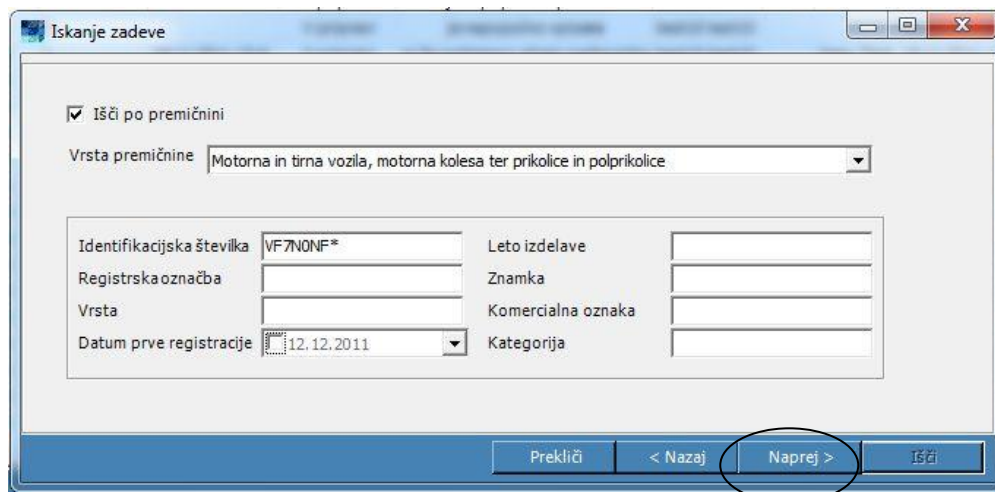 Iskanje zadeve
Išči po premičnini
Vrsta premičnine Motorna in tirna vozila, motorna kolesa ter prikolice in polprikolice
Identifikacijska številka VF7N0NF* Leto izdelave
Registrska označba Znamka
Vrsta Komercialna oznaka
Datum prve registracije 12.12.2011 Kategorija
Prekliči < Nazaj Naprej > Išči